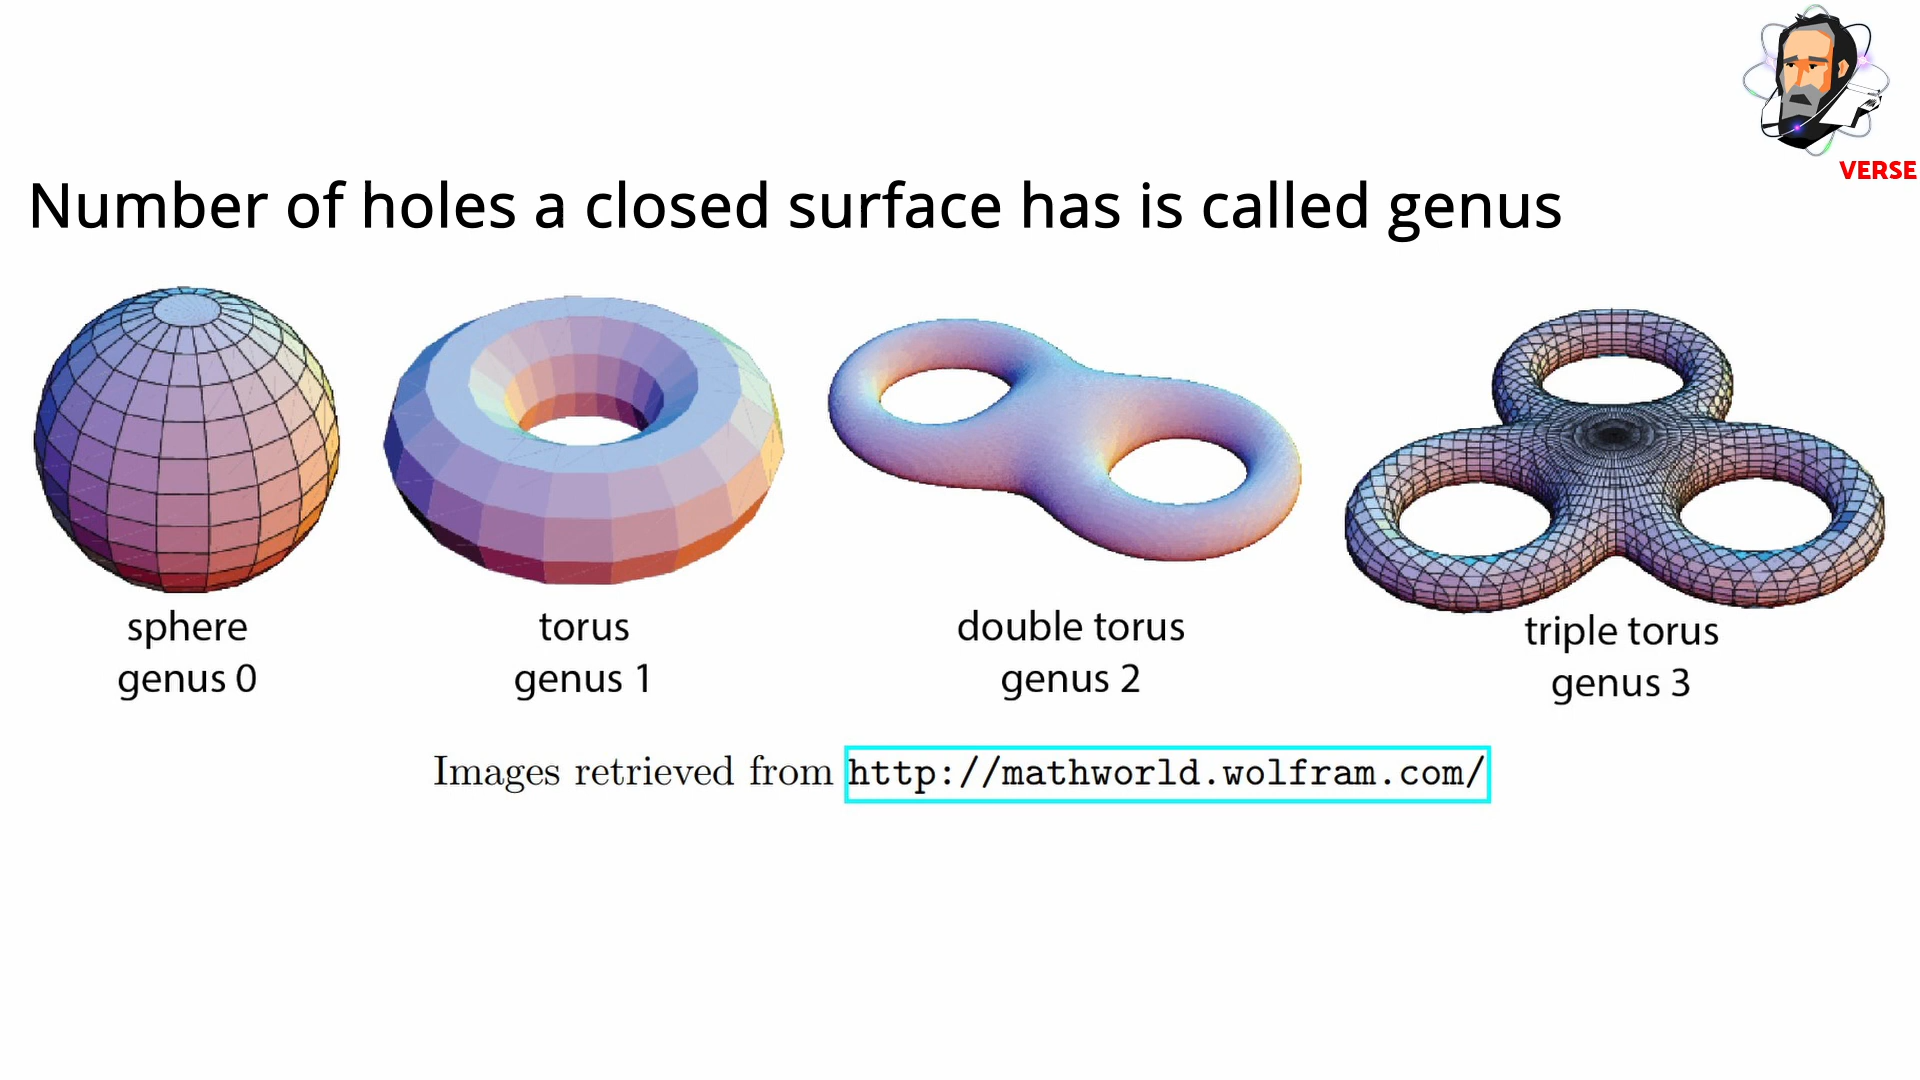 VERSE
Number of holes a closed surface has is called genus
sphere
genus 0
torus
genus 1
double torus
genus 2
triple torus
genus 3
Images retrieved from http://mathworld.wolfram.com/